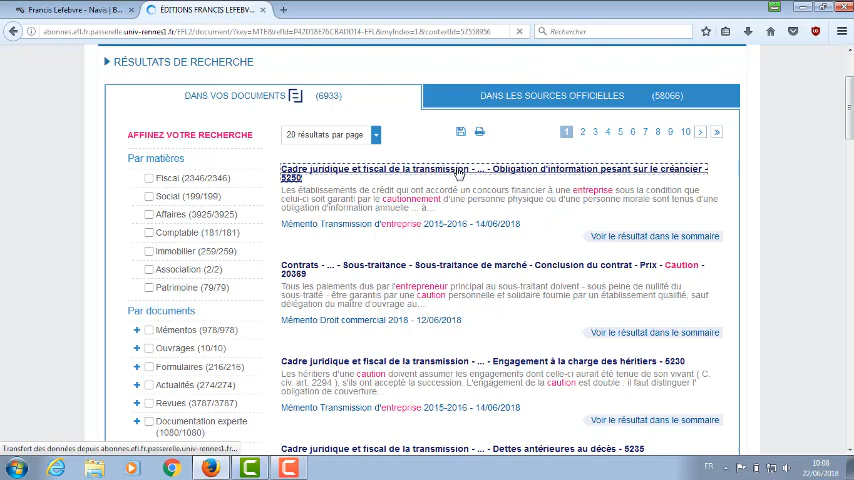 Francis Lefebvre - Navis | B...
ÉDITIONS FRANCIS LEFEBV...
abonnes.efl.fr.passerelle.univ-rennes1.fr/EFL2/document/?key=MTE&refId=P42D18E76CBADD14-EFL&myIndex=1&contextId=57558956
Rechercher
RÉSULTATS DE RECHERCHE
DANS VOS DOCUMENTS (6933)
DANS LES SOURCES OFFICIELLES (58066)
AFFINEZ VOTRE RECHERCHE
20 résultats par page
1 2 3 4 5 6 7 8 9 10 > »
Par matières
Fiscal (2346/2346)
Social (199/199)
Affaires (3925/3925)
Comptable (181/181)
Immobilier (259/259)
Association (2/2)
Patrimoine (79/79)
Par documents
Mémentos (978/978)
Ouvrages (10/10)
Formulaires (216/216)
Actualités (274/274)
Revues (3787/3787)
Documentation experte
(1080/1080)
Cadre juridique et fiscal de la transmission - ... - Obligation d'information pesant sur le créancier -
5250
Les établissements de crédit qui ont accordé un concours financier à une entreprise sous la condition que
celui-ci soit garanti par le cautionnement d'une personne physique ou d'une personne morale sont tenus d'une
obligation d'information annuelle ... à...
Mémento Transmission d'entreprise 2015-2016 - 14/06/2018
Voir le résultat dans le sommaire
Contrats - ... - Sous-traitance - Sous-traitance de marché - Conclusion du contrat - Prix - Caution -
20369
Tous les paiements dus par l'entrepreneur principal au sous-traitant doivent - sous peine de nullité du
sous-traité - être garantis par une caution personnelle et solidaire fournie par un établissement qualifié, sauf
délégation du maître d'ouvrage au...
Mémento Droit commercial 2018 - 12/06/2018
Voir le résultat dans le sommaire
Cadre juridique et fiscal de la transmission - ... - Engagement à la charge des héritiers - 5230
Les héritiers d'une caution doivent assumer les engagements dont celle-ci aurait été tenue de son vivant ( C.
civ. art. 2294 ), s'ils ont accepté la succession. L'engagement de la caution est double : il faut distinguer l'
obligation de couverture...
Mémento Transmission d'entreprise 2015-2016 - 14/06/2018
Voir le résultat dans le sommaire
Cadre juridique et fiscal de la transmission - ... - Dettes antérieures au décès - 5235
Transfert des données depuis abonnes.efl.fr.passerelle.univ-rennes1.fr...
FR
10:08
22/06/2018